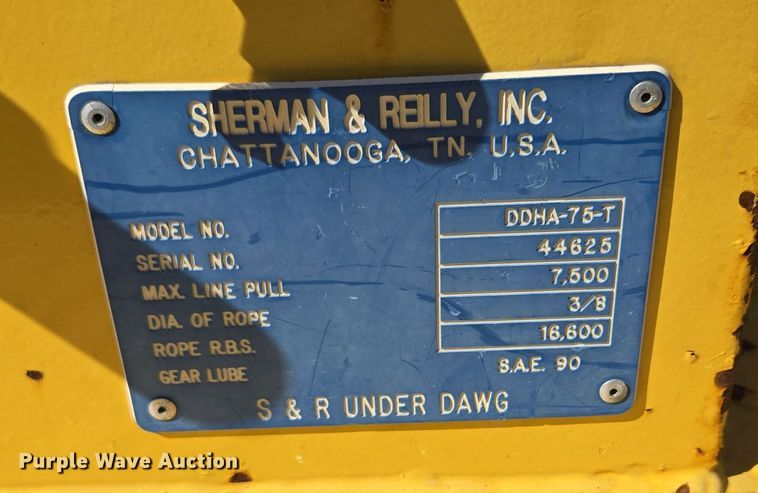 SHERMAN & REILLY, INC.
CHATTANOOGA, TN, U.S.A.
MODEL NO. DDHA-75-T
SERIAL NO. 44625
MAX. LINE PULL 7,500
DIA. OF ROPE 3/8
ROPE R.B.S. 16,600
GEAR LUBE S.A.E. 90
S & R UNDER DAWG
Purple Wave Auction